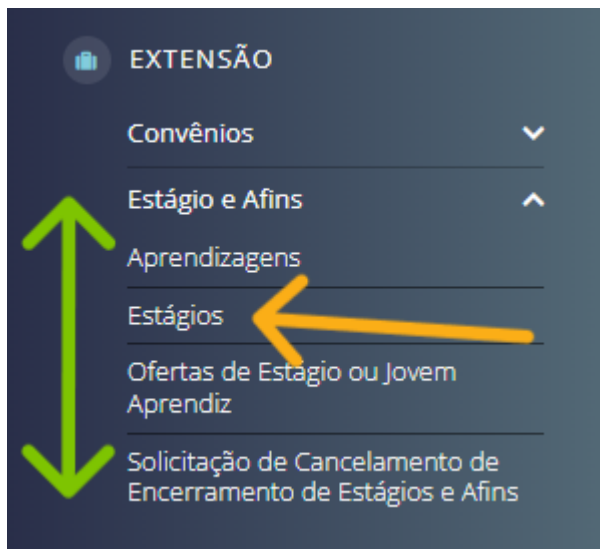 EXTENSÃO
Convênios
Estágio e Afins
Aprendizagens
Estágios
Ofertas de Estágio ou Jovem
Aprendiz
Solicitação de Cancelamento de
Encerramento de Estágios e Afins